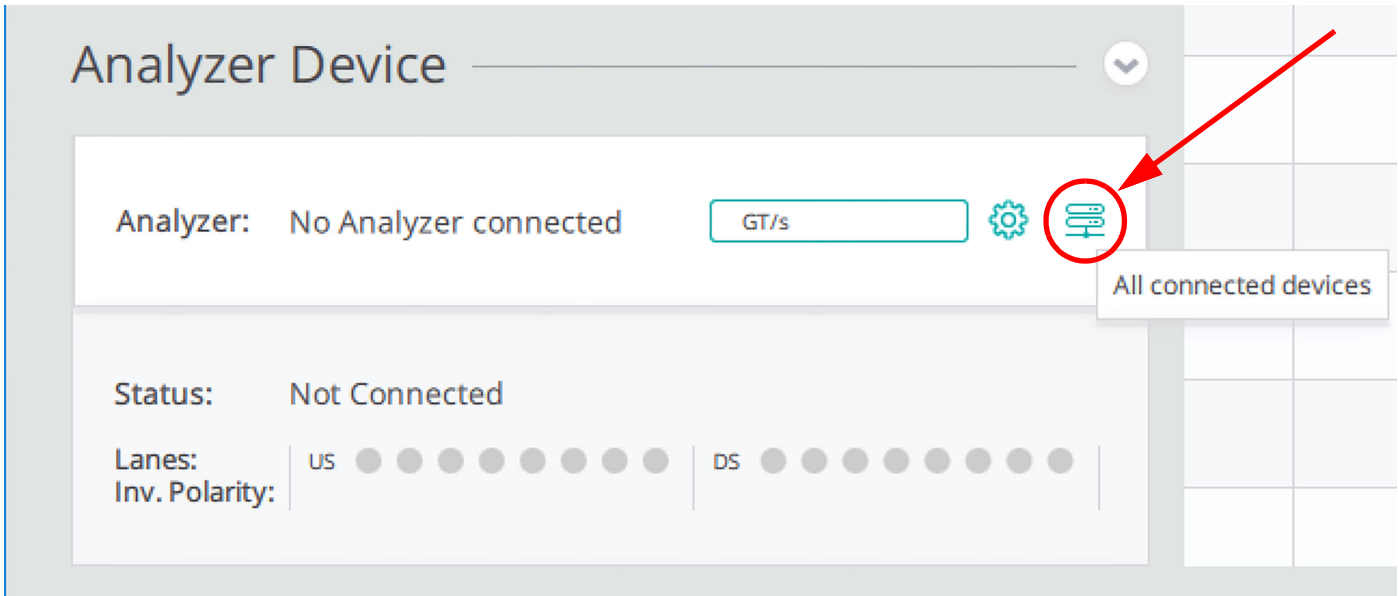 Analyzer Device
Analyzer: No Analyzer connected GT/s
All connected devices
Status: Not Connected
Lanes: US DS
Inv. Polarity: